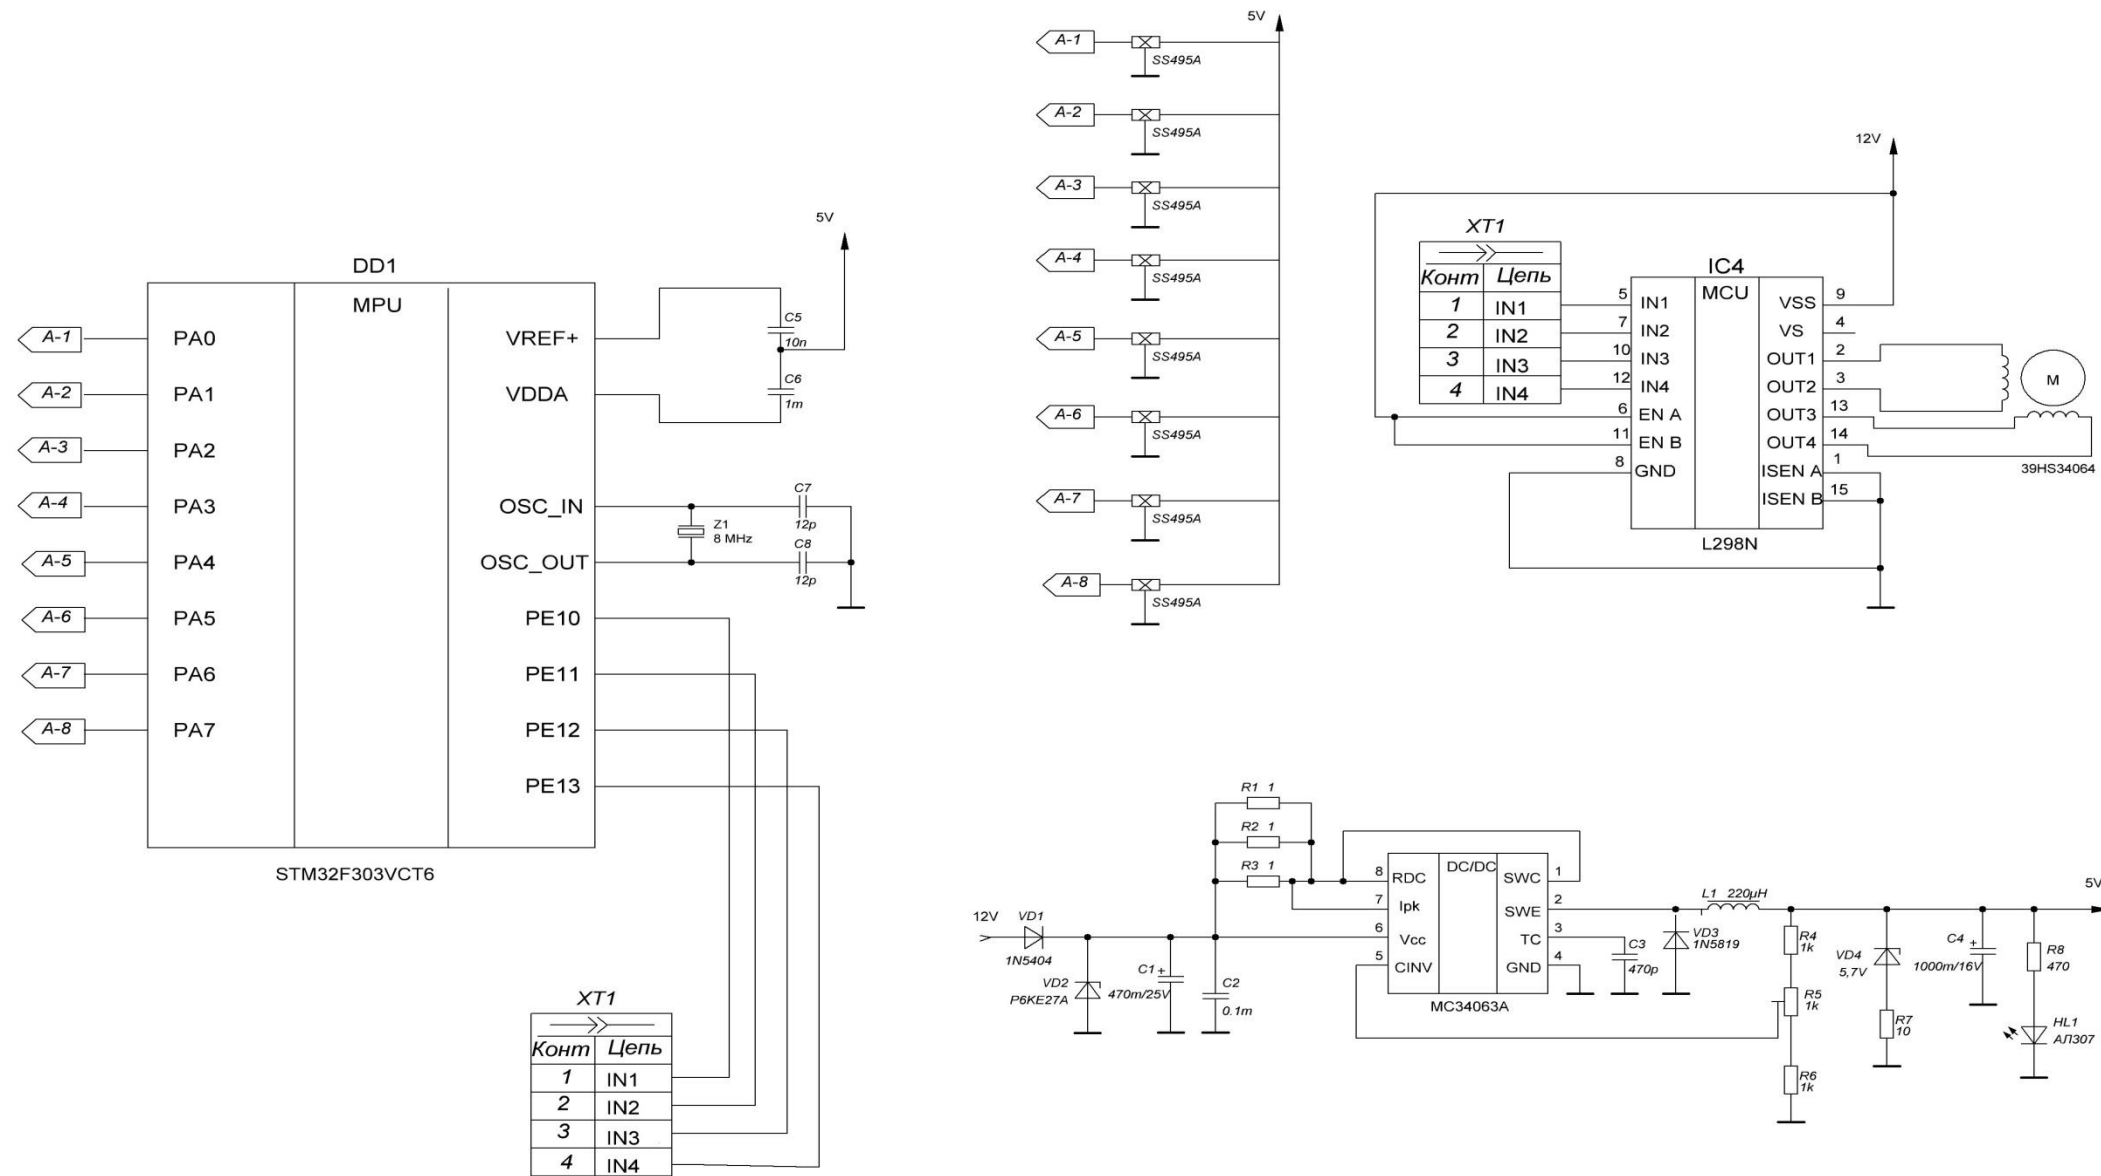 DD1
MPU
A-1 PA0
A-2 PA1
A-3 PA2
A-4 PA3
A-5 PA4
A-6 PA5
A-7 PA6
A-8 PA7
VREF+
VDDA
OSC_IN
OSC_OUT
PE10
PE11
PE12
PE13
STM32F303VCT6
5V
C5
10n
C6
1m
C7
12p
Z1
8 MHz
C8
12p
XT1
Конт Цепь
1 IN1
2 IN2
3 IN3
4 IN4
5V
A-1
SS495A
A-2
SS495A
A-3
SS495A
A-4
SS495A
A-5
SS495A
A-6
SS495A
A-7
SS495A
A-8
SS495A
12V
XT1
Конт Цепь
1 IN1
2 IN2
3 IN3
4 IN4
IC4
MCU
5 IN1
7 IN2
10 IN3
12 IN4
6 EN A
11 EN B
8 GND
VSS 9
VS 4
OUT1 2
OUT2 3
OUT3 13
OUT4 14
ISEN A 1
ISEN B 15
L298N
M
39HS34064
R1 1
R2 1
R3 1
12V
VD1
1N5404
VD2
P6KE27A
C1 +
470m/25V
C2
0.1m
DC/DC
8 RDC
7 Ipk
6 Vcc
5 CINV
SWC 1
SWE 2
TC 3
GND 4
MC34063A
C3
470p
VD3
1N5819
L1 220µH
R4
1k
R5
1k
R6
1k
VD4
5,7V
R7
10
C4 +
1000m/16V
R8
470
HL1
АЛ307
5V